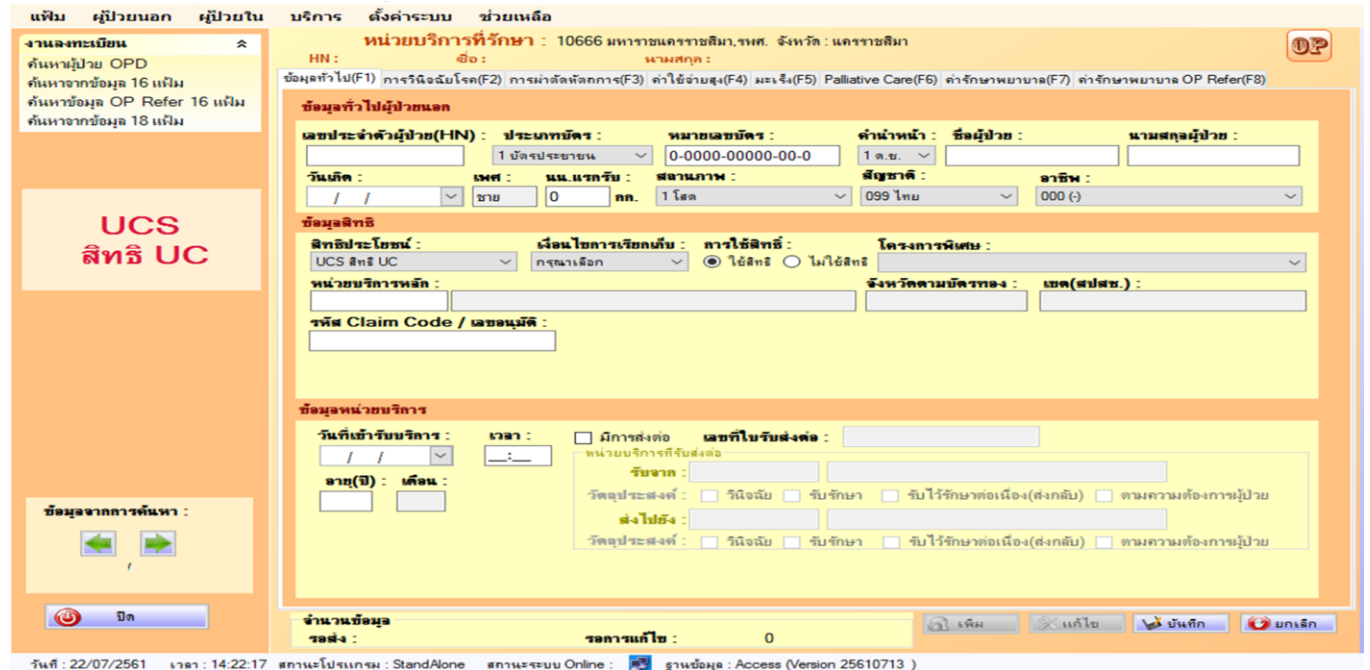 แฟ้ม ผู้ป่วยนอก ผู้ป่วยใน บริการ ตั้งค่าระบบ ช่วยเหลือ
งานลงทะเบียน
ค้นหาผู้ป่วย OPD
ค้นหาจากข้อมูล 16 แฟ้ม
ค้นหาข้อมูล OP Refer 16 แฟ้ม
ค้นหาจากข้อมูล 18 แฟ้ม
UCS
สิทธิ UC
ข้อมูลจากการค้นหา :
/
ปิด
หน่วยบริการที่รักษา : 10666 มหาราชนครราชสีมา,รพศ. จังหวัด : นครราชสีมา
HN : ชื่อ : นามสกุล :
OP
ข้อมูลทั่วไป(F1) การวินิจฉัยโรค(F2) การผ่าตัดหัตถการ(F3) ค่าใช้จ่ายสูง(F4) มะเร็ง(F5) Palliative Care(F6) ค่ารักษาพยาบาล(F7) ค่ารักษาพยาบาล OP Refer(F8)
ข้อมูลทั่วไปผู้ป่วยนอก
เลขประจำตัวผู้ป่วย(HN) : ประเภทบัตร : หมายเลขบัตร : คำนำหน้า : ชื่อผู้ป่วย : นามสกุลผู้ป่วย :
1 บัตรประชาชน 0-0000-00000-00-0 1 ด.ช.
วันเกิด : เพศ : นน.แรกรับ : สถานภาพ : สัญชาติ : อาชีพ :
/ / ชาย 0 กก. 1 โสด 099 ไทย 000 (-)
ข้อมูลสิทธิ
สิทธิประโยชน์ : เงื่อนไขการเรียกเก็บ : การใช้สิทธิ์ : โครงการพิเศษ :
UCS สิทธิ UC กรุณาเลือก ใช้สิทธิ ไม่ใช้สิทธิ
หน่วยบริการหลัก : จังหวัดตามบัตรทอง : เขต(สปสช.) :
รหัส Claim Code / เลขอนุมัติ :
ข้อมูลหน่วยบริการ
วันที่เข้ารับบริการ : เวลา : มีการส่งต่อ เลขที่ใบรับส่งต่อ :
/ / __:__
หน่วยบริการที่รับส่งต่อ
รับจาก :
อายุ(ปี) : เดือน :
วัตถุประสงค์ : วินิจฉัย รับรักษา รับไว้รักษาต่อเนื่อง(ส่งกลับ) ตามความต้องการผู้ป่วย
ส่งไปยัง :
วัตถุประสงค์ : วินิจฉัย รับรักษา รับไว้รักษาต่อเนื่อง(ส่งกลับ) ตามความต้องการผู้ป่วย
จำนวนข้อมูล
รอส่ง : รอการแก้ไข : 0
เพิ่ม แก้ไข บันทึก ยกเลิก
วันที่ : 22/07/2561 เวลา : 14:22:17 สถานะโปรแกรม : StandAlone สถานะระบบ Online : ฐานข้อมูล : Access (Version 25610713 )